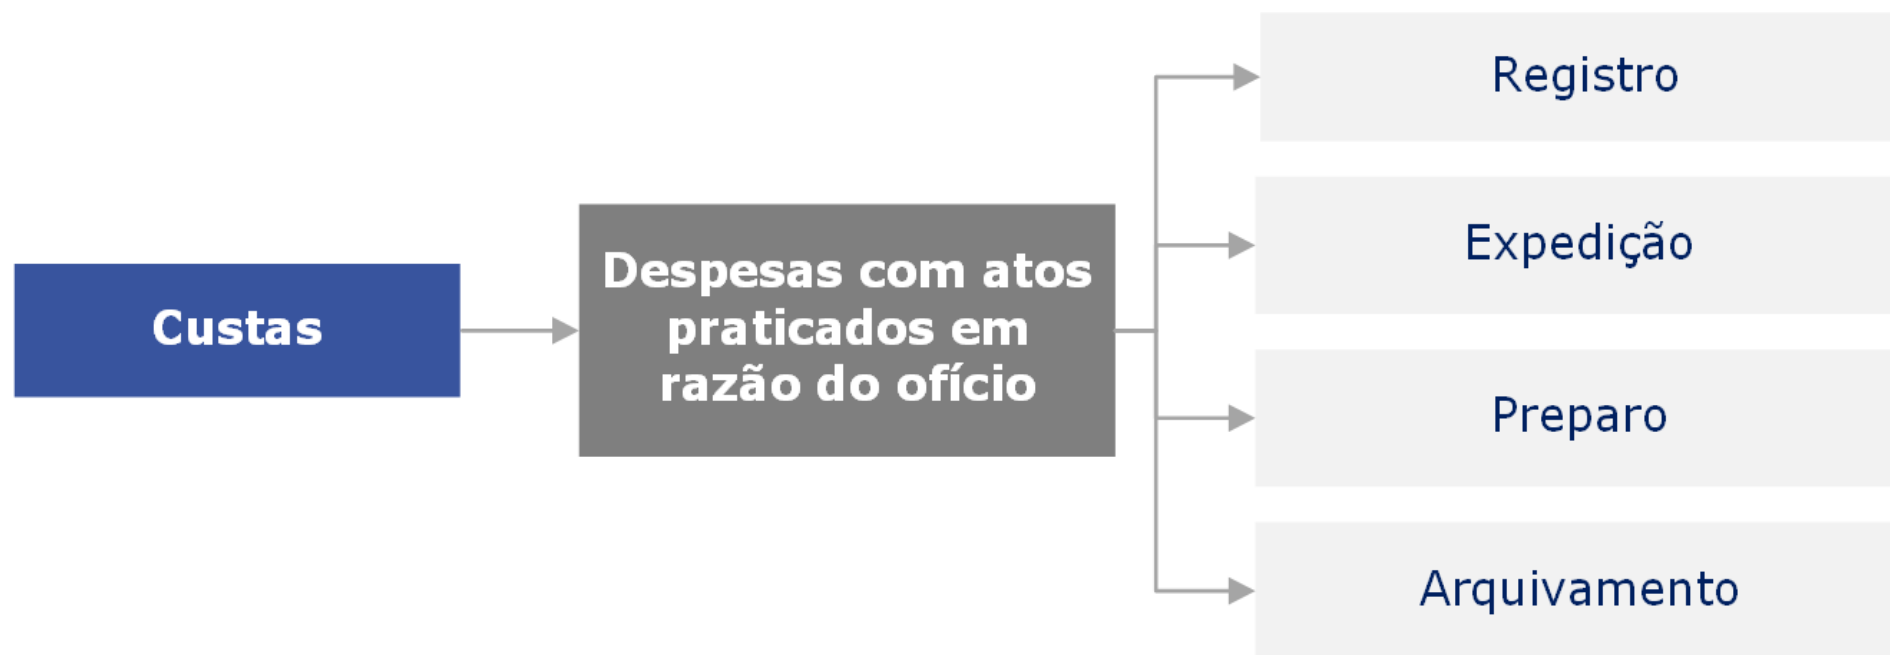 Custas
Despesas com atos
praticados em
razão do ofício
Registro
Expedição
Preparo
Arquivamento